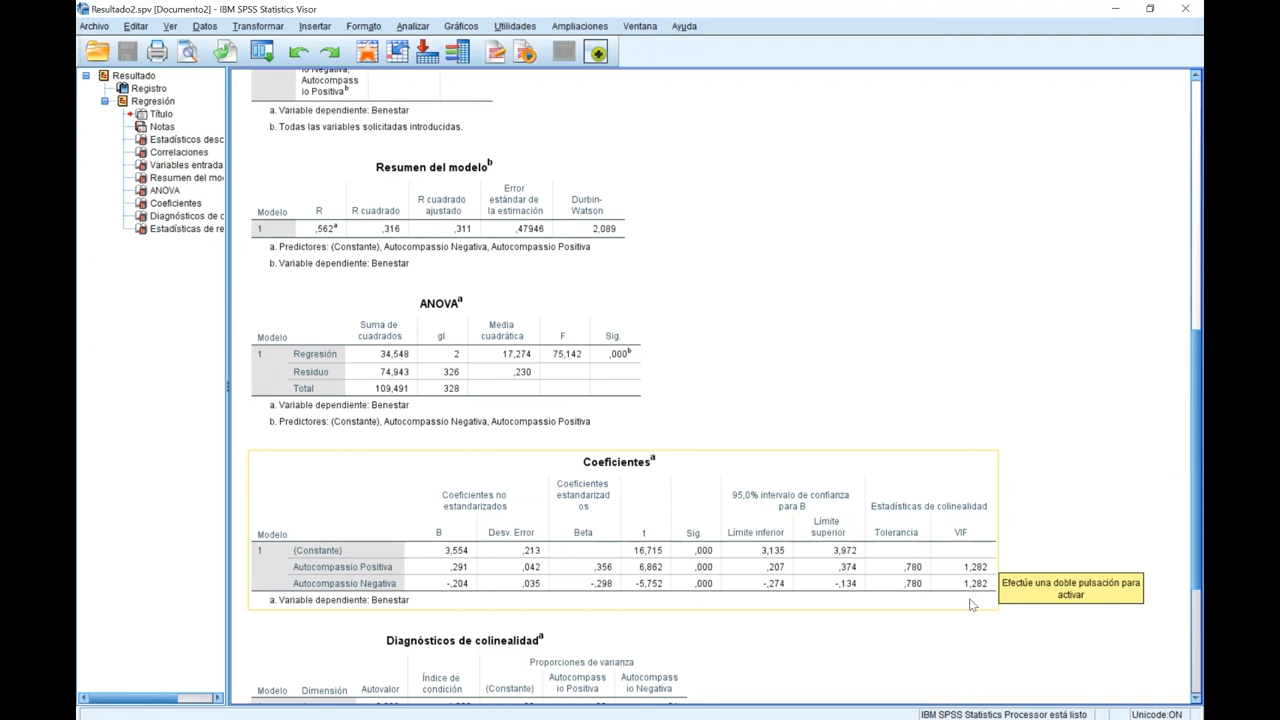 Resultado2.spv [Documento2] - IBM SPSS Statistics Visor
Archivo Editar Ver Datos Transformar Insertar Formato Analizar Gráficos Utilidades Ampliaciones Ventana Ayuda
Resultado
Registro
Regresión
Título
Notas
Estadísticos desc
Correlaciones
Variables entrada
Resumen del mo
ANOVA
Coeficientes
Diagnósticos de c
Estadísticas de re
io Negativa,
Autocompass
io Positiva b
a. Variable dependiente: Benestar
b. Todas las variables solicitadas introducidas.
Resumen del modelo b
Modelo R R cuadrado R cuadrado ajustado Error estándar de la estimación Durbin-Watson
1 ,562a ,316 ,311 ,47946 2,089
a. Predictores: (Constante), Autocompassio Negativa, Autocompassio Positiva
b. Variable dependiente: Benestar
ANOVA a
Modelo Suma de cuadrados gl Media cuadrática F Sig.
1 Regresión 34,548 2 17,274 75,142 ,000b
Residuo 74,943 326 ,230
Total 109,491 328
a. Variable dependiente: Benestar
b. Predictores: (Constante), Autocompassio Negativa, Autocompassio Positiva
Coeficientes a
Coeficientes no estandarizados Coeficientes estandarizad os 95,0% intervalo de confianza para B Estadísticas de colinealidad
Modelo B Desv. Error Beta t Sig. Límite inferior Límite superior Tolerancia VIF
1 (Constante) 3,554 ,213 16,715 ,000 3,135 3,972
Autocompassio Positiva ,291 ,042 ,356 6,862 ,000 ,207 ,374 ,780 1,282
Autocompassio Negativa -,204 ,035 -,298 -5,752 ,000 -,274 -,134 ,780 1,282
a. Variable dependiente: Benestar
Efectúe una doble pulsación para
activar
Diagnósticos de colinealidad a
Proporciones de varianza
Modelo Dimensión Autovalor Índice de condición (Constante) Autocompass io Positiva Autocompass io Negativa
IBM SPSS Statistics Processor está listo Unicode:ON